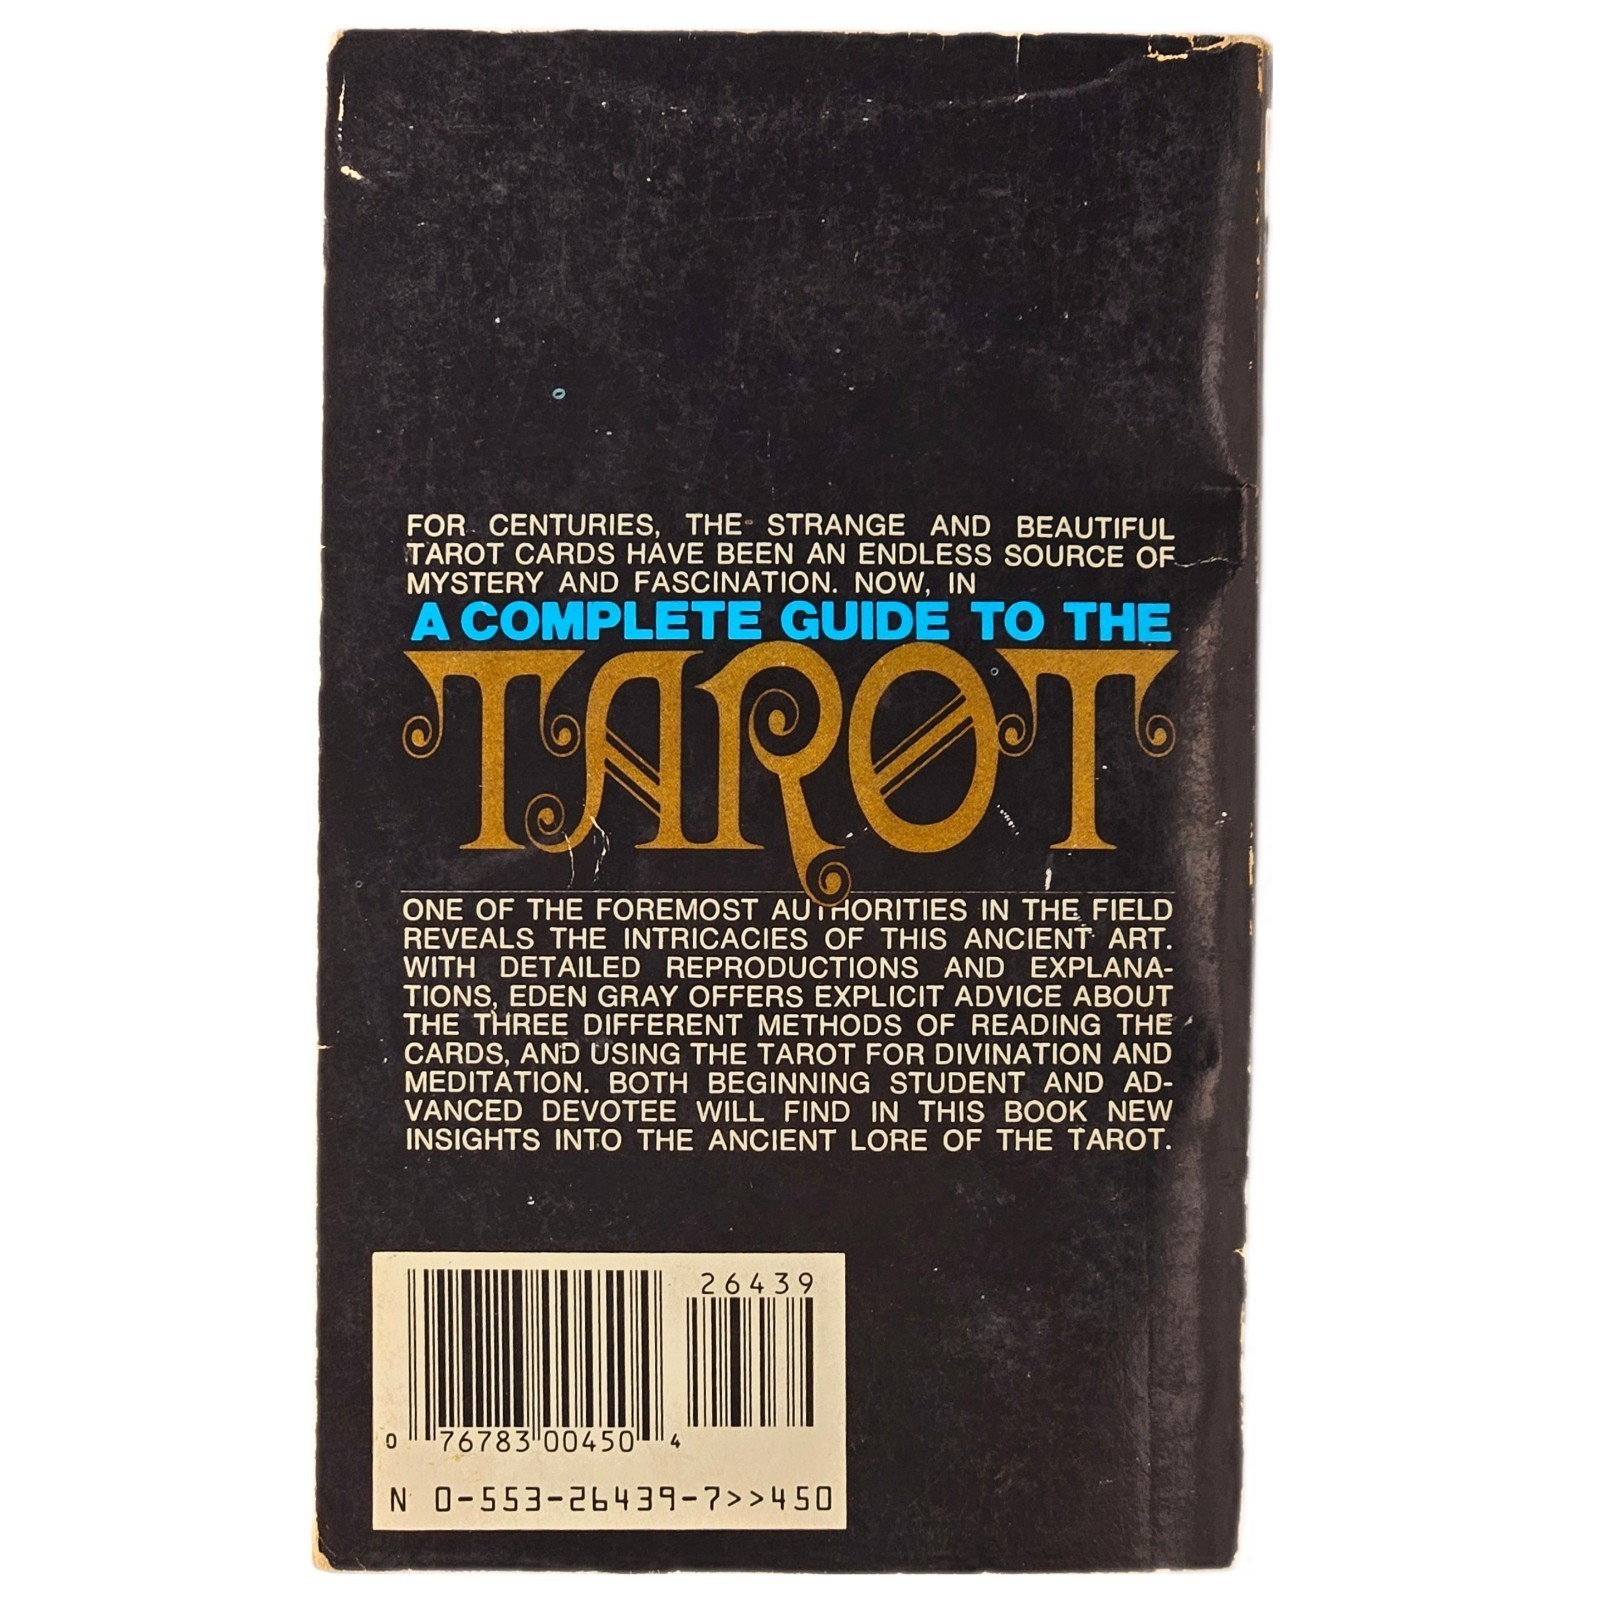 FOR CENTURIES, THE STRANGE AND BEAUTIFUL
TAROT CARDS HAVE BEEN AN ENDLESS SOURCE OF
MYSTERY AND FASCINATION. NOW, IN
A COMPLETE GUIDE TO THE
TAROT
ONE OF THE FOREMOST AUTHORITIES IN THE FIELD
REVEALS THE INTRICACIES OF THIS ANCIENT ART.
WITH DETAILED REPRODUCTIONS AND EXPLANA-
TIONS, EDEN GRAY OFFERS EXPLICIT ADVICE ABOUT
THE THREE DIFFERENT METHODS OF READING THE
CARDS, AND USING THE TAROT FOR DIVINATION AND
MEDITATION. BOTH BEGINNING STUDENT AND AD-
VANCED DEVOTEE WILL FIND IN THIS BOOK NEW
INSIGHTS INTO THE ANCIENT LORE OF THE TAROT.
26439
0 76783 00450 4
N 0-553-26439-7>>450